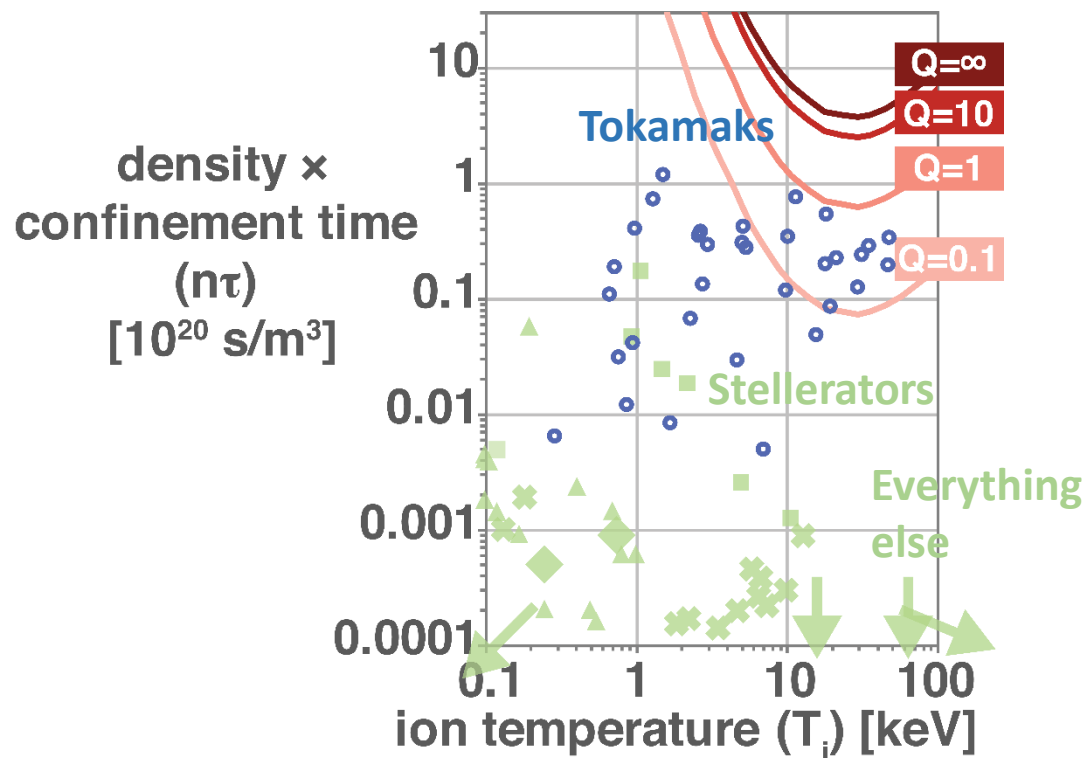 10
1
0.1
0.01
0.001
0.0001
density ×
confinement time
(nτ)
[10²⁰ s/m³]
Q=∞
Q=10
Q=1
Q=0.1
Tokamaks
Stellerators
Everything
else
0.1 1 10 100
ion temperature (Tᵢ) [keV]